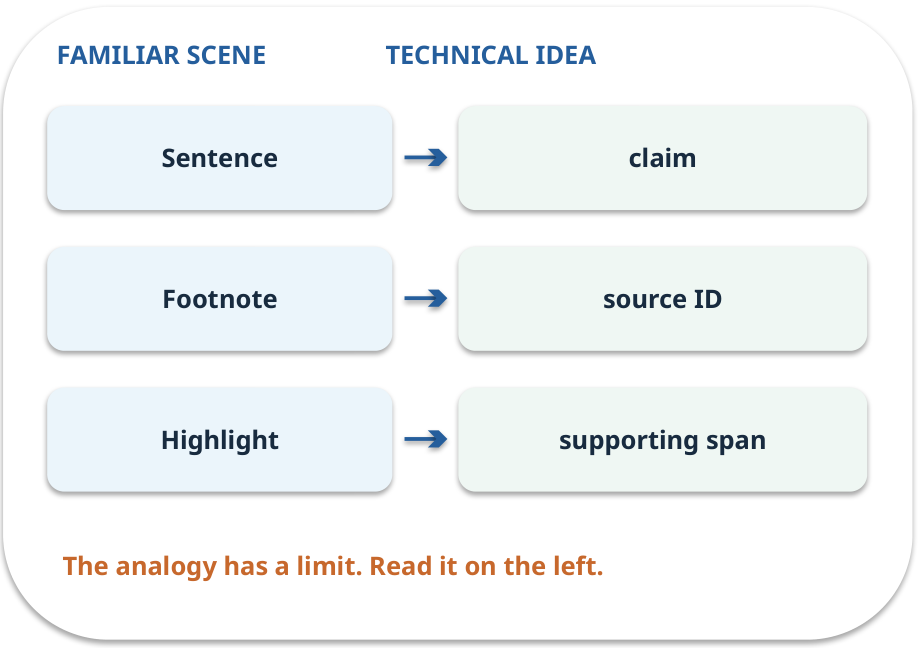 FAMILIAR SCENE TECHNICAL IDEA
Sentence claim
Footnote source ID
Highlight supporting span
The analogy has a limit. Read it on the left.